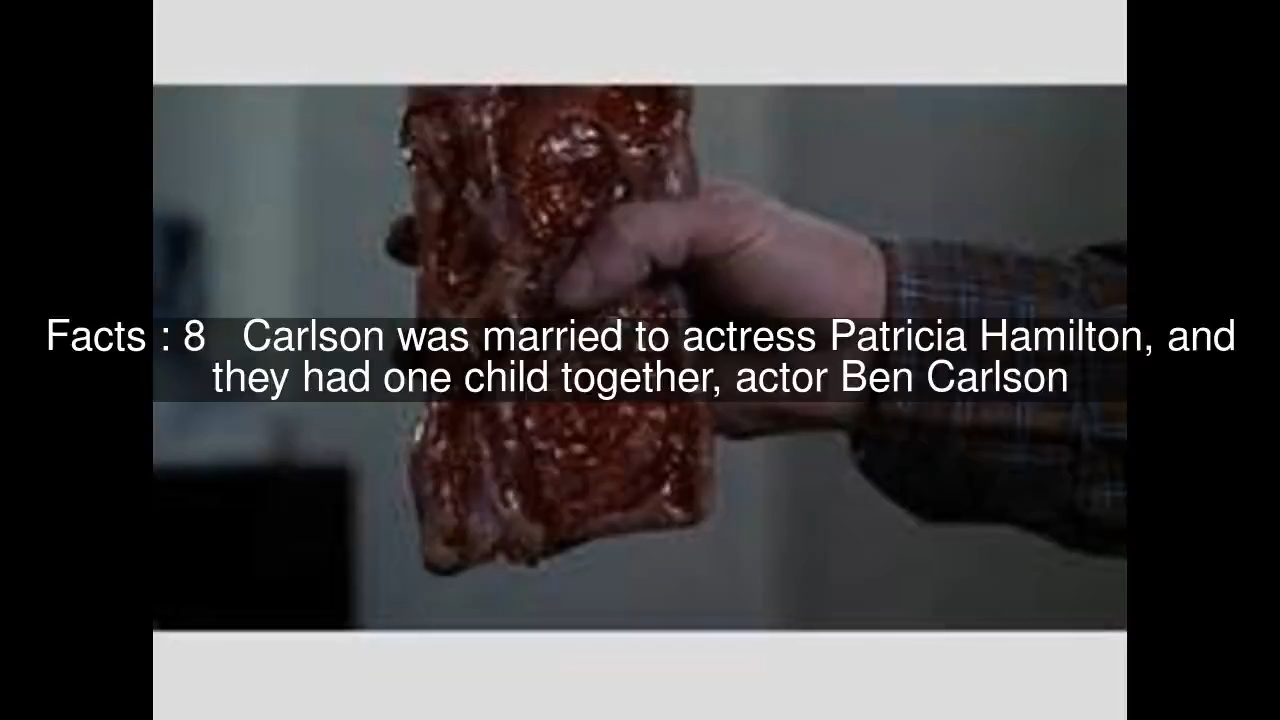 Facts : 8   Carlson was married to actress Patricia Hamilton, and
they had one child together, actor Ben Carlson